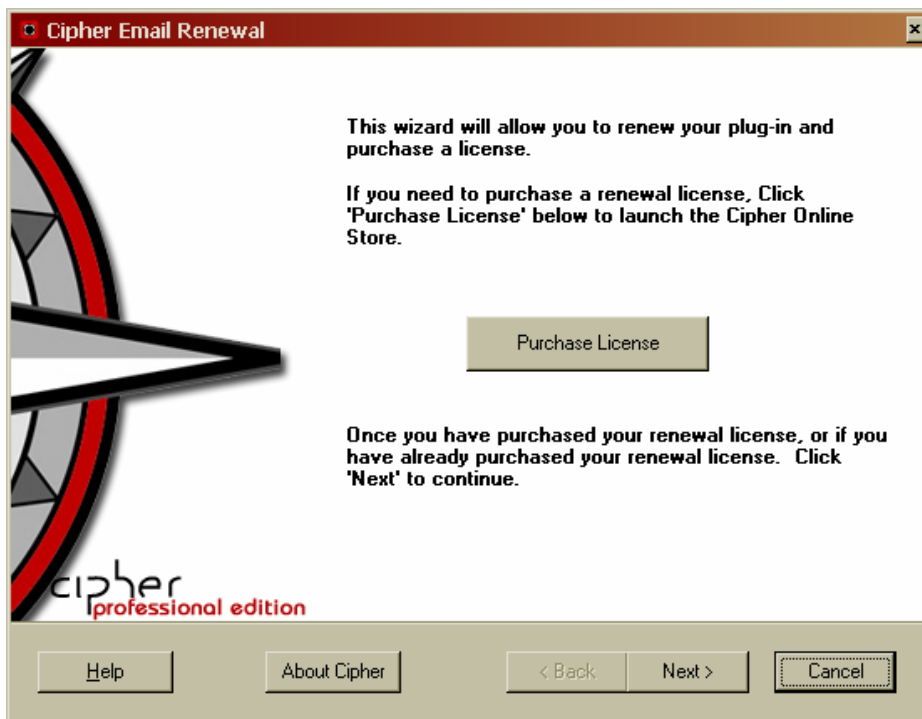 Cipher Email Renewal
This wizard will allow you to renew your plug-in and
purchase a license.
If you need to purchase a renewal license, Click
'Purchase License' below to launch the Cipher Online
Store.
Purchase License
Once you have purchased your renewal license, or if you
have already purchased your renewal license.  Click
'Next' to continue.
cipher
professional edition
Help
About Cipher
< Back
Next >
Cancel